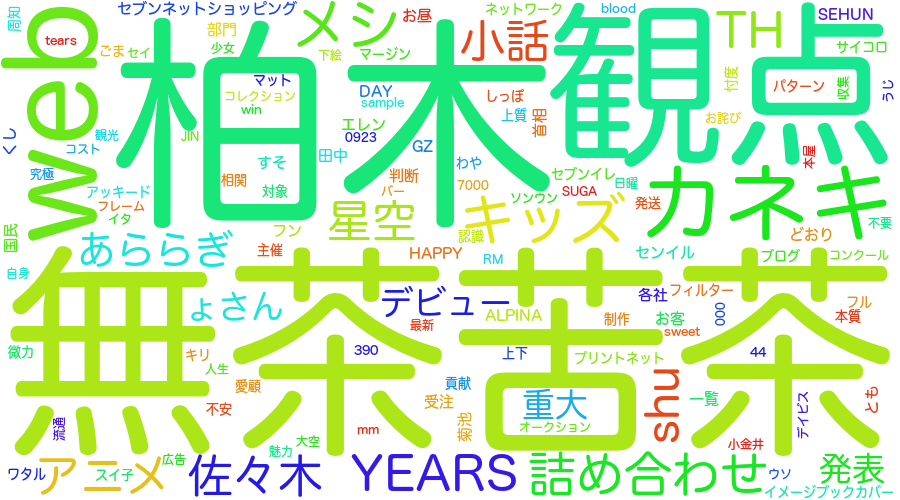 セブンネットショッピング
メシ
お昼
ネットワーク
blood
SEHUN
周知
tears
ごま
セイ
部門
少女
下絵
マージン
小話
観点
TH
サイコロ
web
柏木
マット
コレクション
win
DAY
sample
しっぽ
忖度
パターン
収集
うじ
くし
観光
コスト
JIN
エレン
0923
上質
首相
お詫び
究極
すそ
田中
GZ
わや
本屋
アッキード
相関
対象
判断
バー
7000
セブンイレ
日曜
フレーム
イタ
ソンウン
SUGA
発送
カネキ
不要
国民
あららぎ
星空
キッズ
フン
認識
どおり
主催
HAPPY
RM
センイル
ブログ
コンクール
自身
無茶苦茶
ょさん
デビュー
各社
フィルター
000
フル
本質
最新
ALPINA
制作
お客
sweet
微力
キリ
人生
390
上下
プリントネット
44
愛顧
貢献
不安
受注
重大
shu
一覧
デイビス
とも
流通
mm
菊池
オークション
大空
魅力
小金井
広告
ワタル
アニメ
スイ子
佐々木
YEARS
詰め合わせ
ウソ
発表
イメージブックカバー